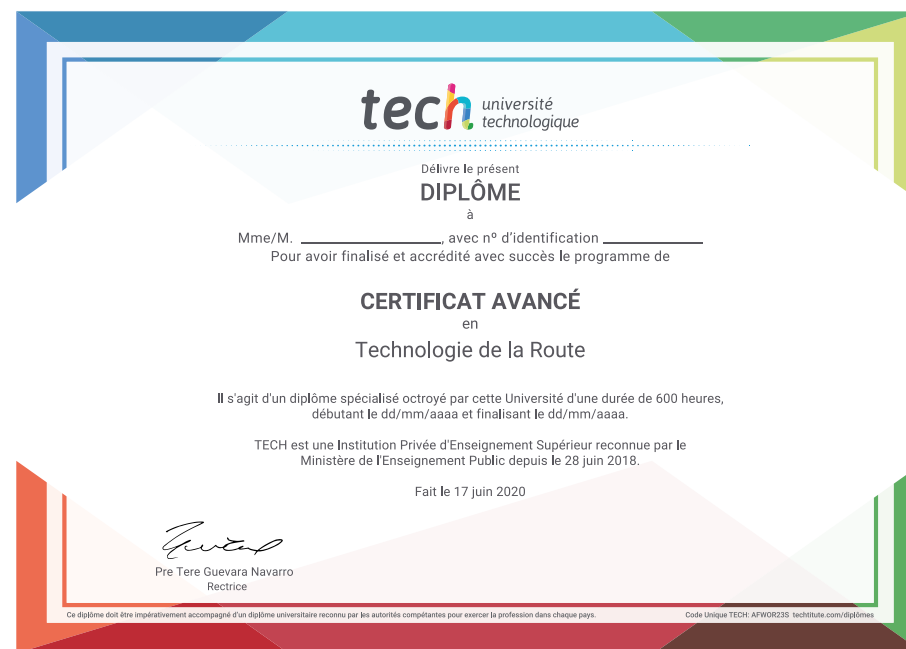 tech université
technologique
Délivre le présent
DIPLÔME
à
Mme/M. ____________________, avec nº d'identification ______________
Pour avoir finalisé et accrédité avec succès le programme de
CERTIFICAT AVANCÉ
en
Technologie de la Route
Il s'agit d'un diplôme spécialisé octroyé par cette Université d'une durée de 600 heures,
débutant le dd/mm/aaaa et finalisant le dd/mm/aaaa.
TECH est une Institution Privée d'Enseignement Supérieur reconnue par le
Ministère de l'Enseignement Public depuis le 28 juin 2018.
Fait le 17 juin 2020
Pre Tere Guevara Navarro
Rectrice
Ce diplôme doit être impérativement accompagné d'un diplôme universitaire reconnu par les autorités compétantes pour exercer la profession dans chaque pays.
Code Unique TECH: AFWOR23S techtitute.com/diplômes